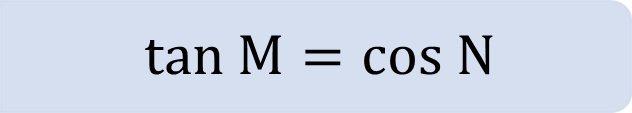 tan M = cos N